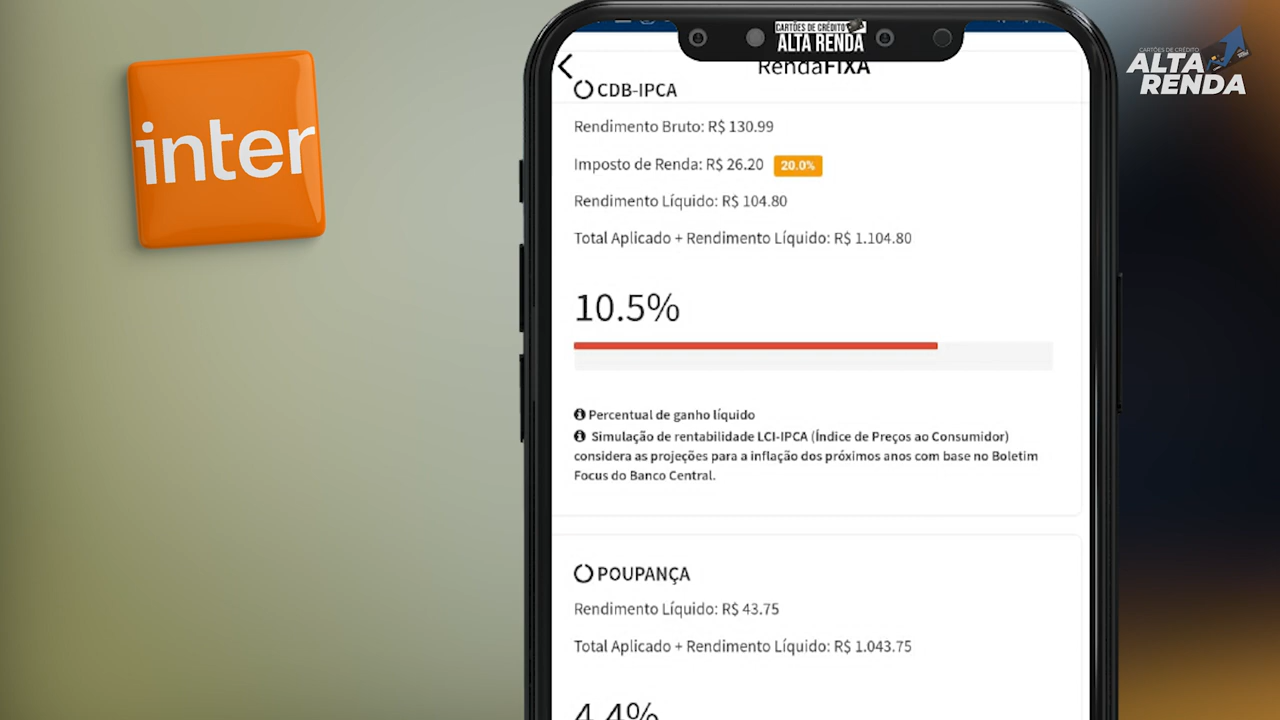 inter
CARTÕES DE CRÉDITO
ALTA RENDA
CARTÕES DE CRÉDITO
ALTA
RENDA
RendaFIXA
CDB-IPCA
Rendimento Bruto: R$ 130.99
Imposto de Renda: R$ 26.20 20.0%
Rendimento Líquido: R$ 104.80
Total Aplicado + Rendimento Líquido: R$ 1.104.80
10.5%
Percentual de ganho líquido
Simulação de rentabilidade LCI-IPCA (Índice de Preços ao Consumidor)
considera as projeções para a inflação dos próximos anos com base no Boletim
Focus do Banco Central.
POUPANÇA
Rendimento Líquido: R$ 43.75
Total Aplicado + Rendimento Líquido: R$ 1.043.75
4.4%